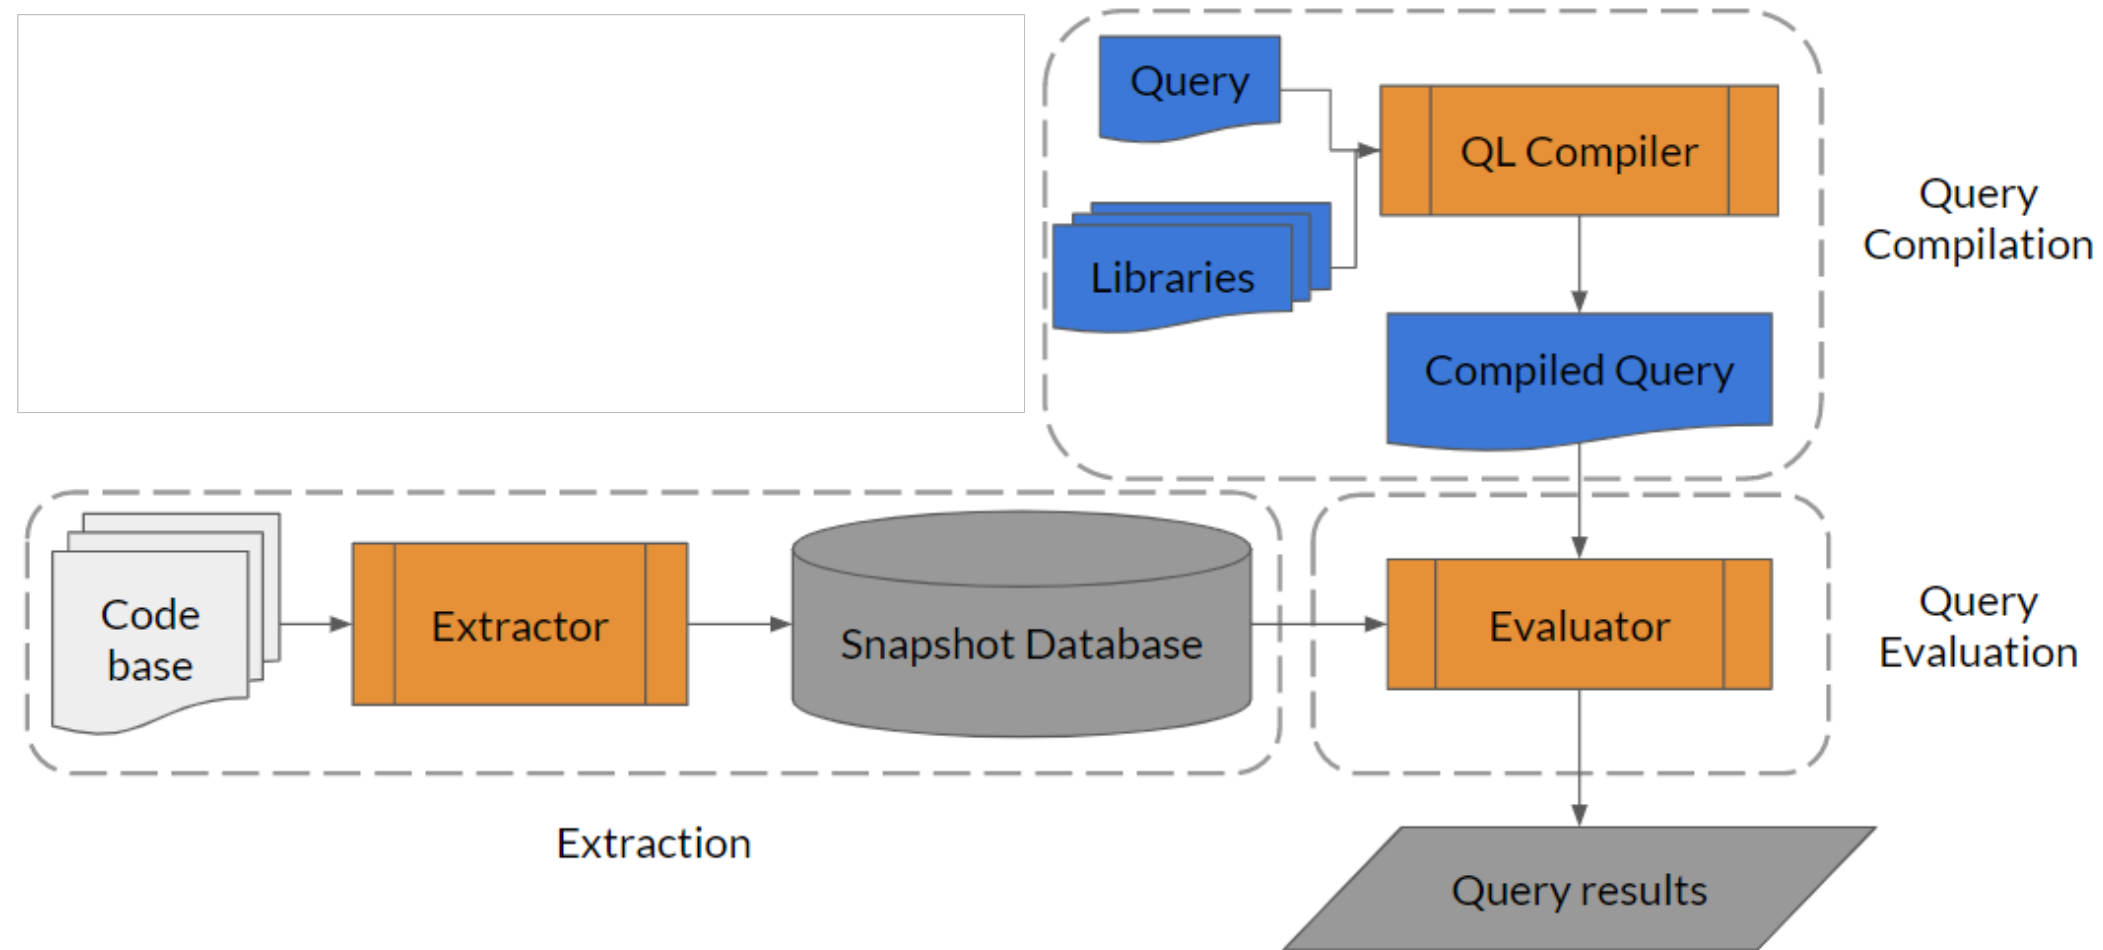 Query
QL Compiler
Query
Compilation
Libraries
Compiled Query
Code
base
Extractor
Snapshot Database
Evaluator
Query
Evaluation
Extraction
Query results